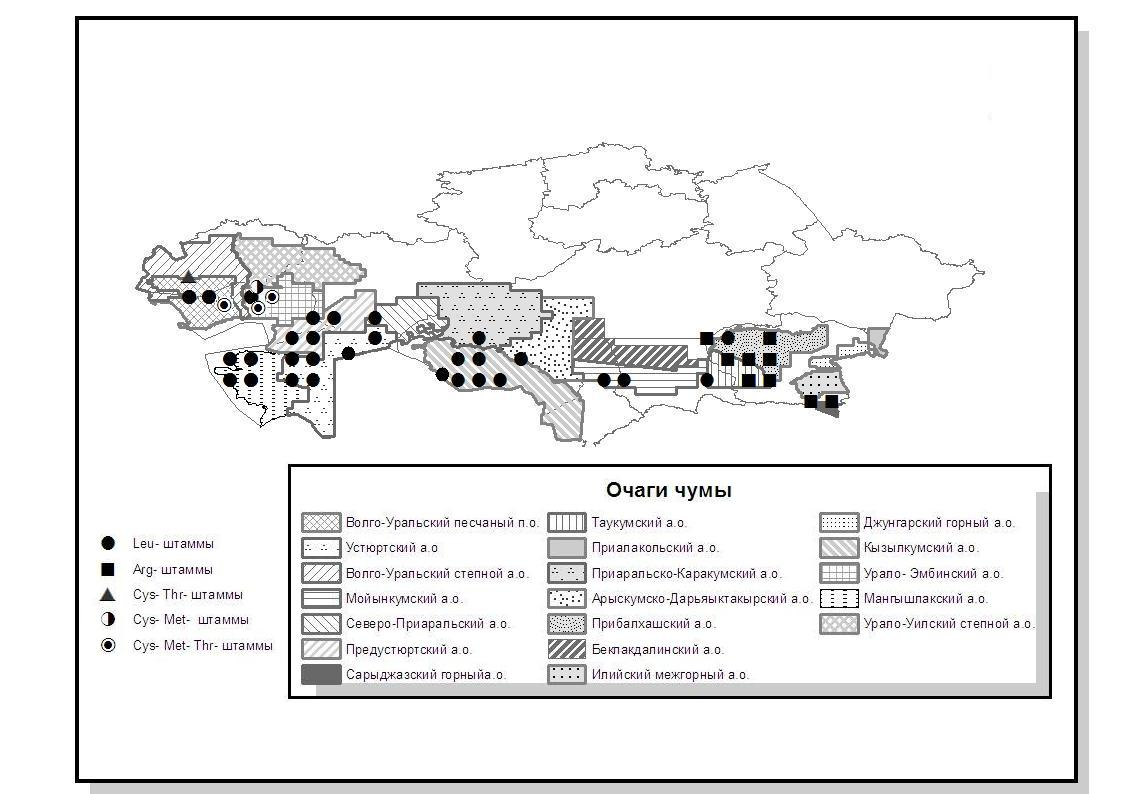 Очаги чумы
Волго-Уральский песчаный п.о.
Устюртский а.о
Волго-Уральский степной а.о.
Мойынкумский а.о.
Северо-Приаральский а.о.
Предустюртский а.о.
Сарыджазский горныйа.о.
Таукумский а.о.
Приалакольский а.о.
Приаральско-Каракумский а.о.
Арыскумско-Дарьяыктакырский а.о.
Прибалхашский а.о.
Бекпакдалинский а.о.
Илийский межгорный а.о.
Джунгарский горный а.о.
Кызылкумский а.о.
Урало- Эмбинский а.о.
Мангышлакский а.о.
Урало-Уилский степной а.о.
Leu- штаммы
Arg- штаммы
Cys- Thr- штаммы
Cys- Met- штаммы
Cys- Met- Thr- штаммы